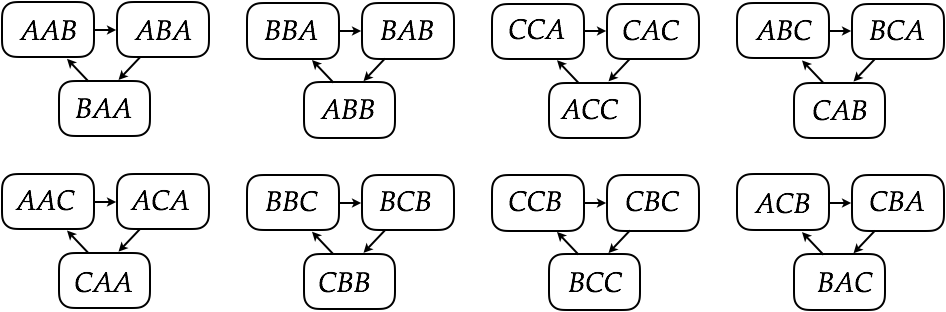 AAB ABA BBA BAB CCA CAC ABC BCA
BAA ABB ACC CAB
AAC ACA BBC BCB CCB CBC ACB CBA
CAA CBB BCC BAC